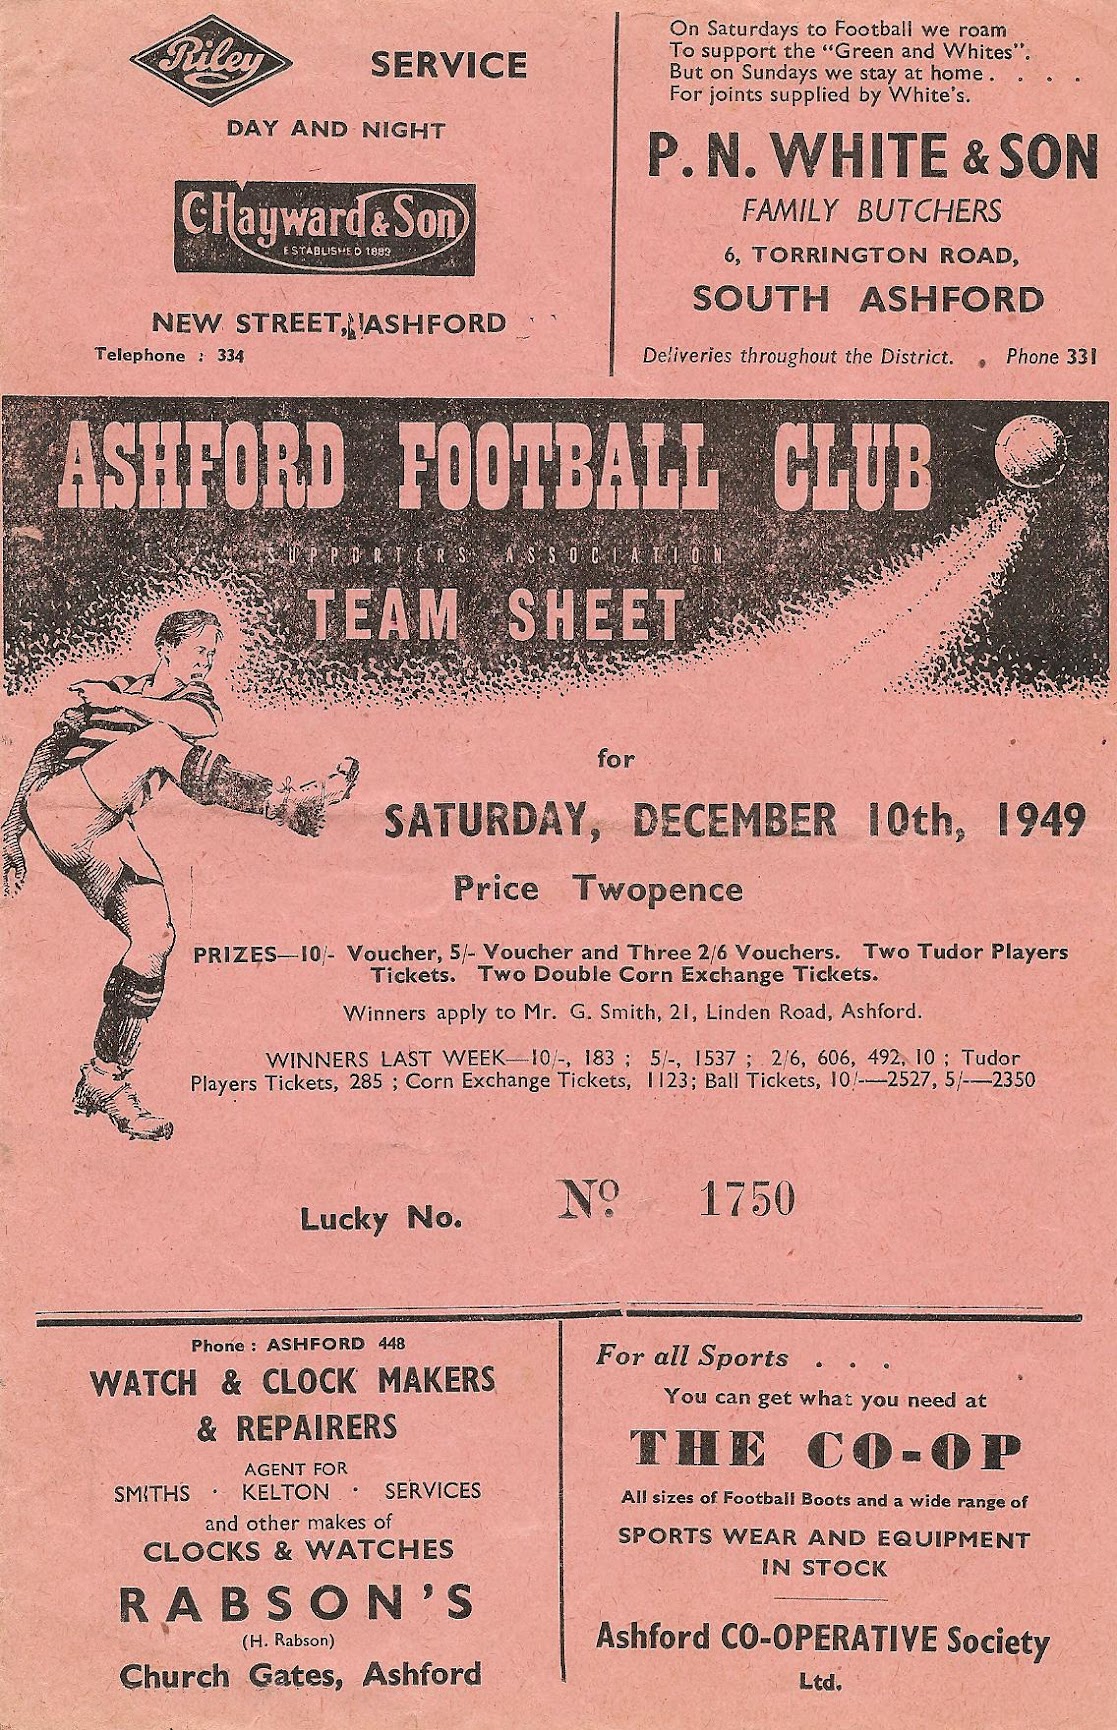 Riley SERVICE
DAY AND NIGHT
C. Hayward & Son
ESTABLISHED 1889
NEW STREET, ASHFORD
Telephone : 334
On Saturdays to Football we roam
To support the "Green and Whites".
But on Sundays we stay at home . . . .
For joints supplied by White's.
P. N. WHITE & SON
FAMILY BUTCHERS
6, TORRINGTON ROAD,
SOUTH ASHFORD
Deliveries throughout the District. . Phone 331
ASHFORD FOOTBALL CLUB
SUPPORTERS ASSOCIATION
TEAM SHEET
for
SATURDAY, DECEMBER 10th, 1949
Price Twopence
PRIZES—10/- Voucher, 5/- Voucher and Three 2/6 Vouchers. Two Tudor Players
Tickets. Two Double Corn Exchange Tickets.
Winners apply to Mr. G. Smith, 21, Linden Road, Ashford.
WINNERS LAST WEEK—10/-, 183 ; 5/-, 1537 ; 2/6, 606, 492, 10 ; Tudor
Players Tickets, 285 ; Corn Exchange Tickets, 1123; Ball Tickets, 10/-—2527, 5/-—2350
Lucky No. No. 1750
Phone : ASHFORD 448
WATCH & CLOCK MAKERS
& REPAIRERS
AGENT FOR
SMITHS · KELTON · SERVICES
and other makes of
CLOCKS & WATCHES
RABSON'S
(H. Rabson)
Church Gates, Ashford
For all Sports . . .
You can get what you need at
THE CO-OP
All sizes of Football Boots and a wide range of
SPORTS WEAR AND EQUIPMENT
IN STOCK
Ashford CO-OPERATIVE Society
Ltd.